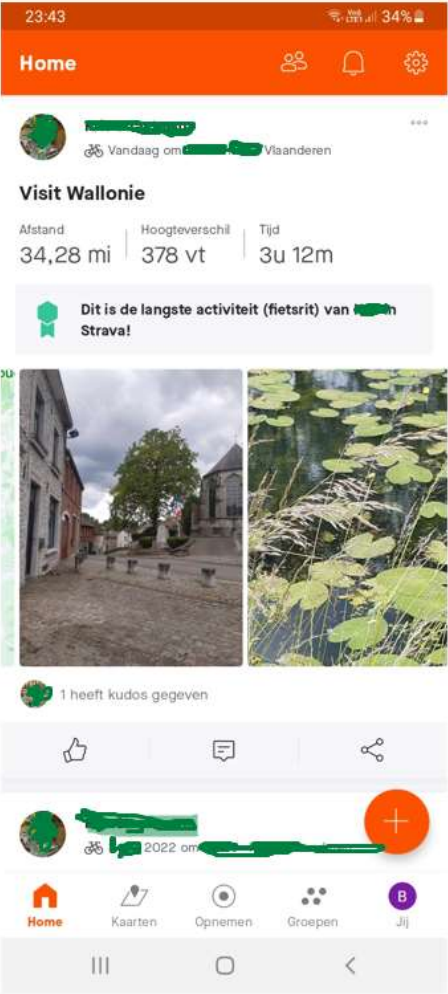 23:43
34%
Home
Vandaag om Vlaanderen
Visit Wallonie
Afstand
34,28 mi
Hoogteverschil
378 vt
Tijd
3u 12m
Dit is de langste activiteit (fietsrit) van
Strava!
1 heeft kudos gegeven
2022 om
Home
Kaarten
Opnemen
Groepen
B
Jij